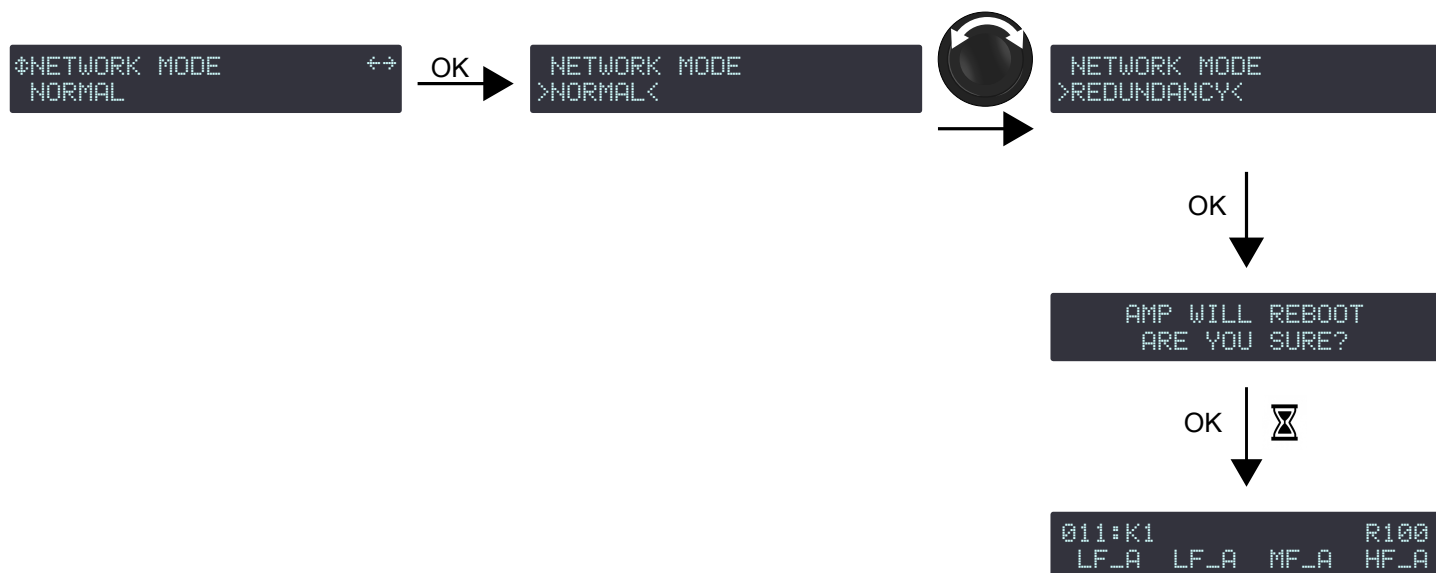 ⇕NETWORK MODE ←→
NORMAL
OK
NETWORK MODE
>NORMAL<
NETWORK MODE
>REDUNDANCY<
OK
AMP WILL REBOOT
ARE YOU SURE?
OK
011:K1 R100
LF_A LF_A MF_A HF_A